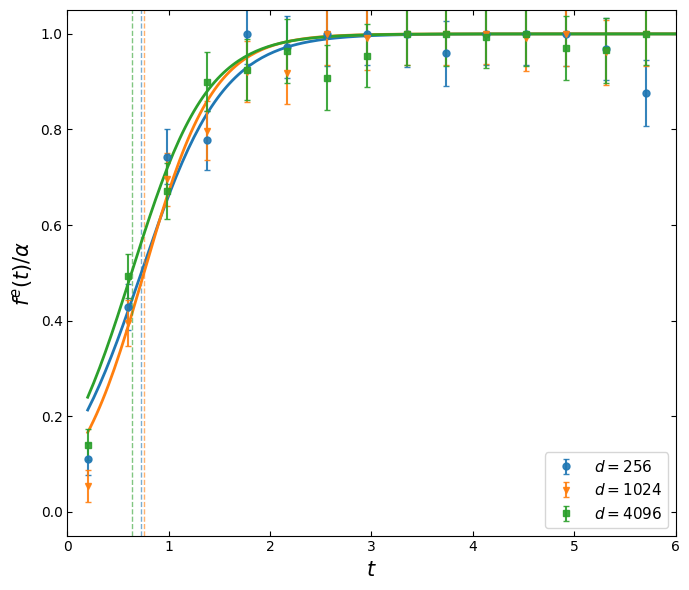 1.0
0.8
0.6
0.4
0.2
0.0
f^e(t)/α
0 1 2 3 4 5 6
t
d = 256
d = 1024
d = 4096